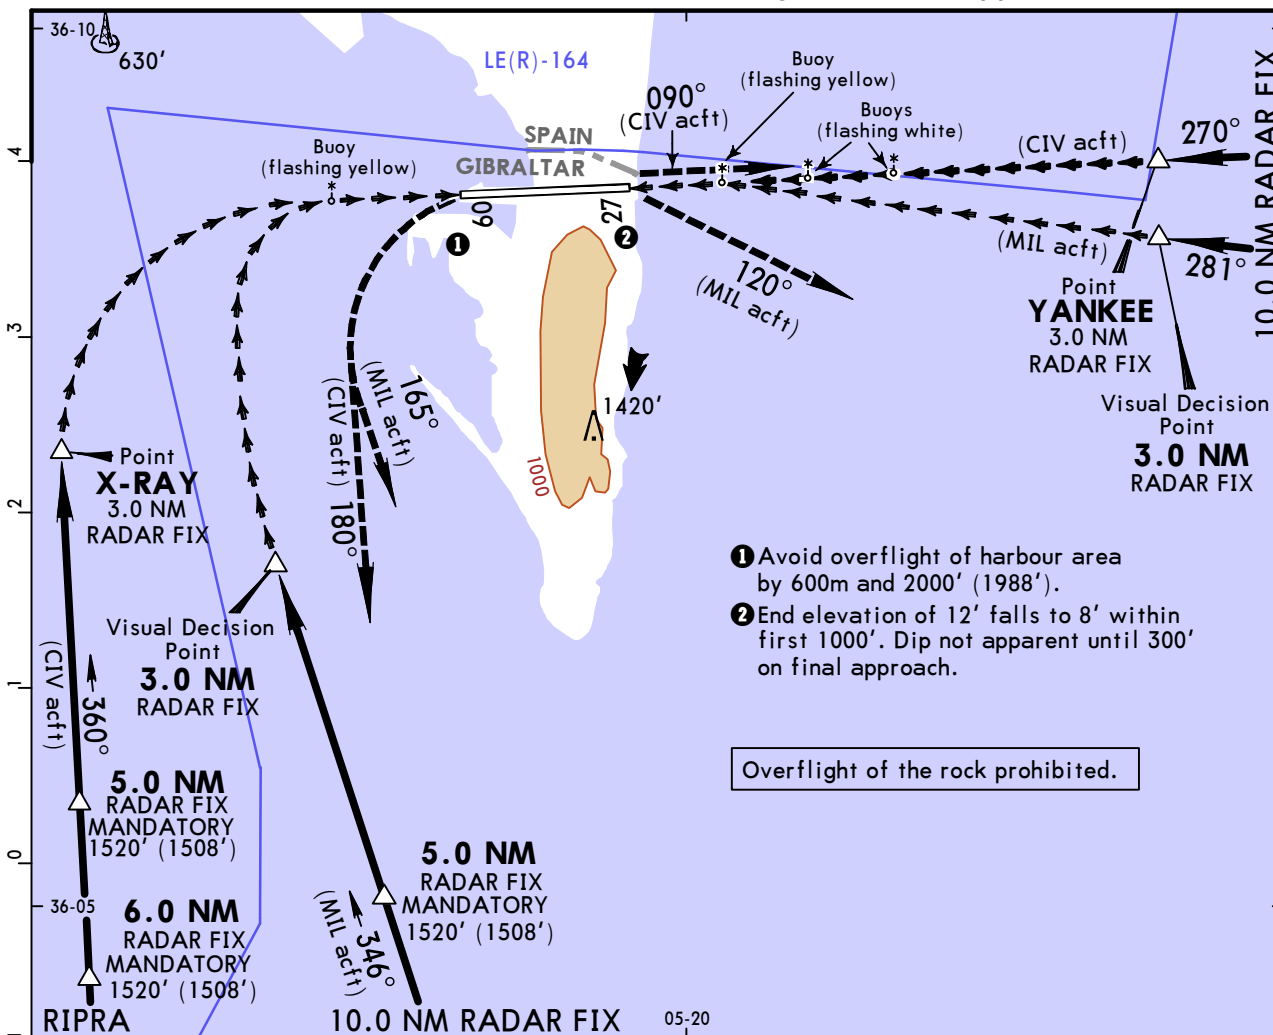 36-10
630'
LE(R)-164
Buoy
(flashing yellow)
090°
(CIV acft)
Buoys
(flashing white)
(CIV acft)
270°
10.0 NM RADAR FIX
SPAIN
GIBRALTAR
Buoy
(flashing yellow)
4
09
27
1
2
120°
(MIL acft)
(MIL acft)
281°
Point
YANKEE
3.0 NM
RADAR FIX
3
165°
(MIL acft)
(CIV acft) 180°
1420'
1000
Visual Decision
Point
3.0 NM
RADAR FIX
Point
X-RAY
3.0 NM
RADAR FIX
2
1 Avoid overflight of harbour area
by 600m and 2000' (1988').
2 End elevation of 12' falls to 8' within
first 1000'. Dip not apparent until 300'
on final approach.
Visual Decision
Point
3.0 NM
RADAR FIX
(CIV acft)
360°
1
Overflight of the rock prohibited.
5.0 NM
RADAR FIX
MANDATORY
1520' (1508')
0
5.0 NM
RADAR FIX
MANDATORY
1520' (1508')
36-05
6.0 NM
RADAR FIX
MANDATORY
1520' (1508')
346°
(MIL acft)
RIPRA
10.0 NM RADAR FIX
05-20